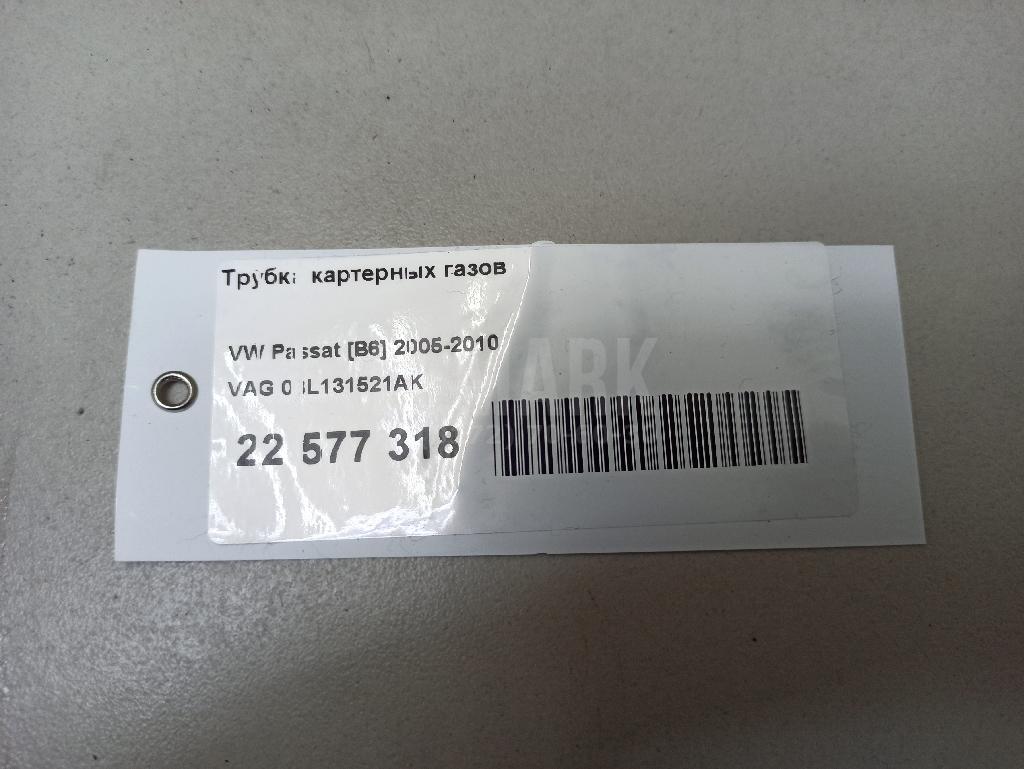 Трубка картерных газов
VW Passat [B6] 2005-2010
VAG 03L131521AK
22 577 318